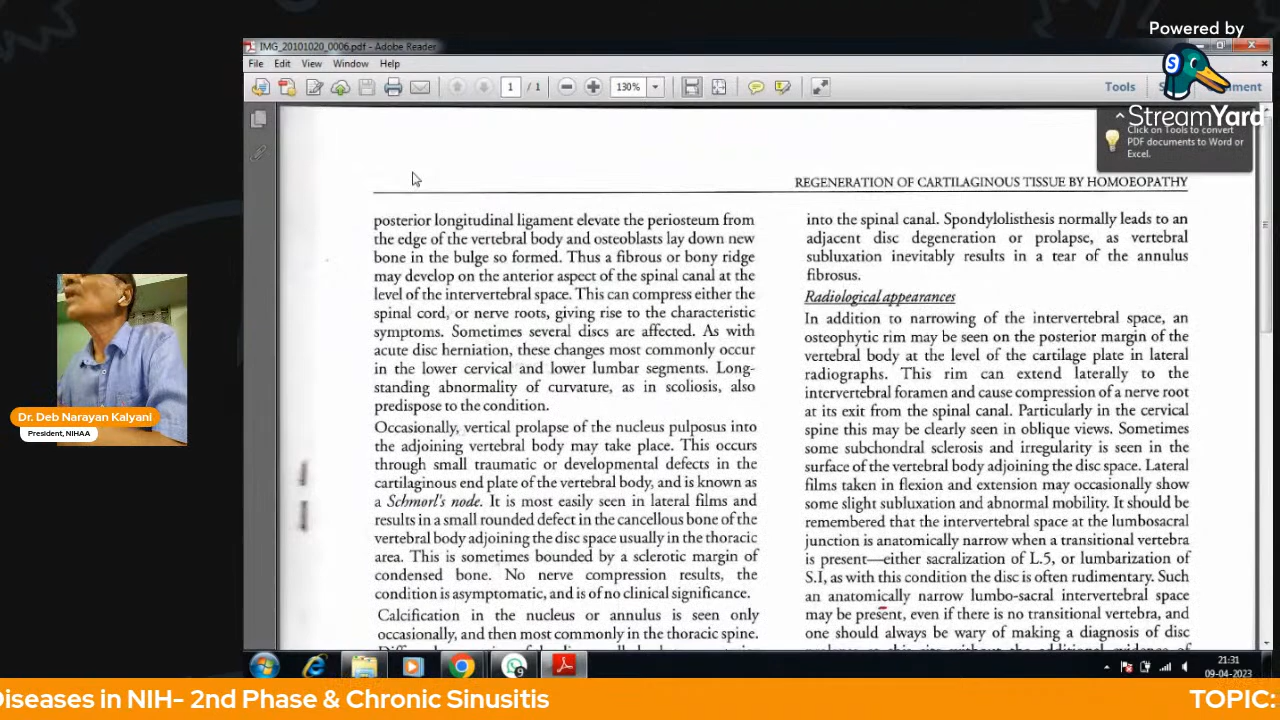 Powered by
StreamYard
IMG_20101020_0006.pdf - Adobe Reader
File Edit View Window Help
1 / 1
130%
Tools
Click on Tools to convert
PDF documents to Word or
Excel.
REGENERATION OF CARTILAGINOUS TISSUE BY HOMOEOPATHY
posterior longitudinal ligament elevate the periosteum from
the edge of the vertebral body and osteoblasts lay down new
bone in the bulge so formed. Thus a fibrous or bony ridge
may develop on the anterior aspect of the spinal canal at the
level of the intervertebral space. This can compress either the
spinal cord, or nerve roots, giving rise to the characteristic
symptoms. Sometimes several discs are affected. As with
acute disc herniation, these changes most commonly occur
in the lower cervical and lower lumbar segments. Long-
standing abnormality of curvature, as in scoliosis, also
predispose to the condition.
Occasionally, vertical prolapse of the nucleus pulposus into
the adjoining vertebral body may take place. This occurs
through small traumatic or developmental defects in the
cartilaginous end plate of the vertebral body, and is known as
a Schmorl's node. It is most easily seen in lateral films and
results in a small rounded defect in the cancellous bone of the
vertebral body adjoining the disc space usually in the thoracic
area. This is sometimes bounded by a sclerotic margin of
condensed bone. No nerve compression results, the
condition is asymptomatic, and is of no clinical significance.
Calcification in the nucleus or annulus is seen only
occasionally, and then most commonly in the thoracic spine.
into the spinal canal. Spondylolisthesis normally leads to an
adjacent disc degeneration or prolapse, as vertebral
subluxation inevitably results in a tear of the annulus
fibrosus.
Radiological appearances
In addition to narrowing of the intervertebral space, an
osteophytic rim may be seen on the posterior margin of the
vertebral body at the level of the cartilage plate in lateral
radiographs. This rim can extend laterally to the
intervertebral foramen and cause compression of a nerve root
at its exit from the spinal canal. Particularly in the cervical
spine this may be clearly seen in oblique views. Sometimes
some subchondral sclerosis and irregularity is seen in the
surface of the vertebral body adjoining the disc space. Lateral
films taken in flexion and extension may occasionally show
some slight subluxation and abnormal mobility. It should be
remembered that the intervertebral space at the lumbosacral
junction is anatomically narrow when a transitional vertebra
is present—either sacralization of L.5, or lumbarization of
S.I, as with this condition the disc is often rudimentary. Such
an anatomically narrow lumbo-sacral intervertebral space
may be present, even if there is no transitional vertebra, and
one should always be wary of making a diagnosis of disc
Dr. Deb Narayan Kalyani
President, NIHAA
9
21:31
09-04-2023
Diseases in NIH- 2nd Phase & Chronic Sinusitis
TOPIC: